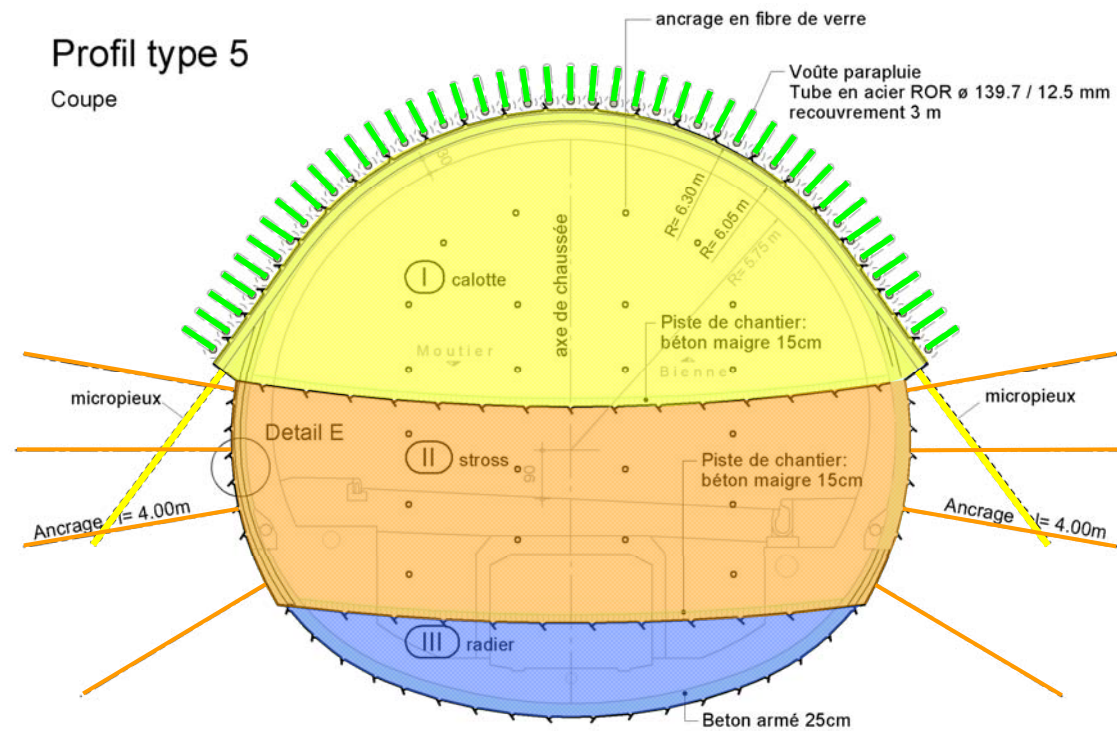 Profil type 5
Coupe
ancrage en fibre de verre
Voûte parapluie
Tube en acier ROR ø 139.7 / 12.5 mm
recouvrement 3 m
30
R= 6.30 m
R= 6.05 m
R= 5.75 m
axe de chaussée
I calotte
Piste de chantier:
béton maigre 15cm
Moutier
Bienne
micropieux
micropieux
Detail E
II stross
Piste de chantier:
béton maigre 15cm
90
Ancrage l= 4.00m
Ancrage l= 4.00m
III radier
Beton armé 25cm